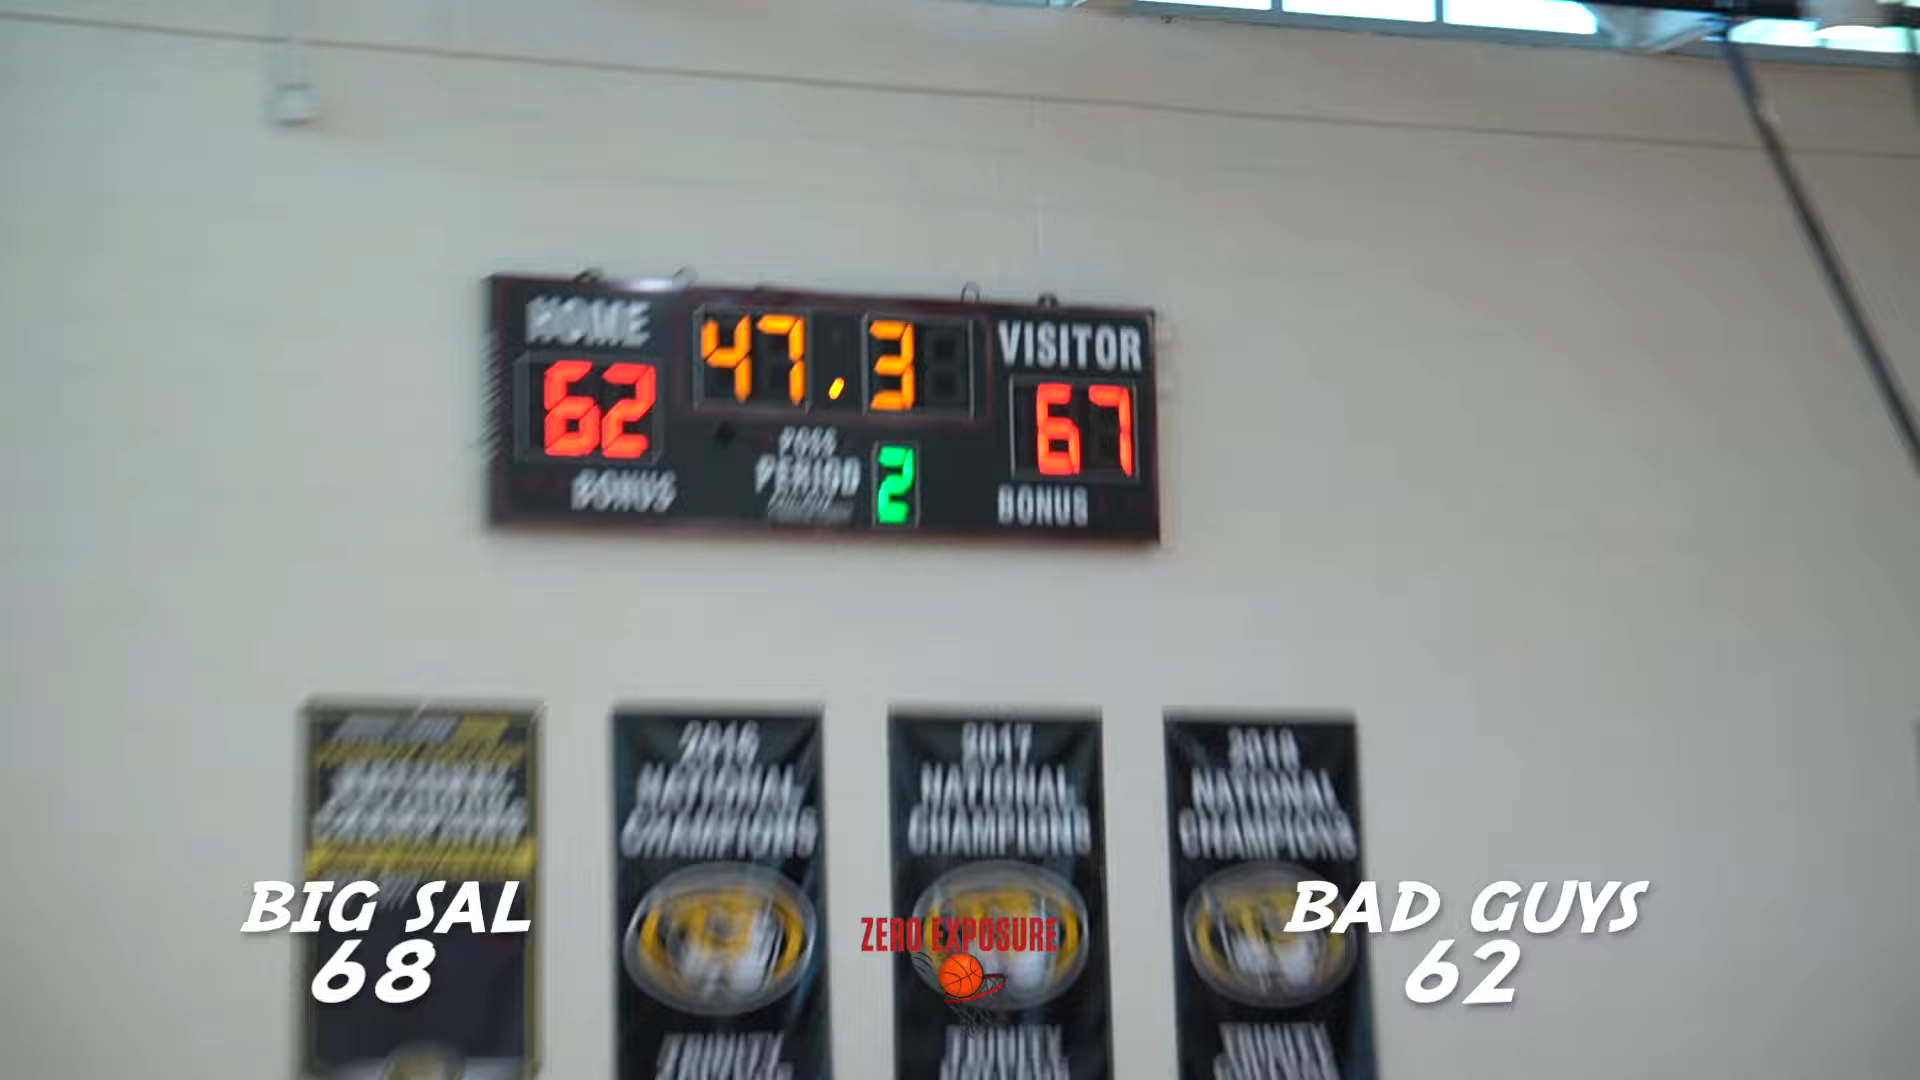 HOME
47.3
VISITOR
62
67
POSS
PERIOD
2
BONUS
BONUS
2016
NATIONAL
CHAMPIONS
2017
NATIONAL
CHAMPIONS
2018
NATIONAL
CHAMPIONS
BIG SAL
68
ZERO EXPOSURE
BAD GUYS
62